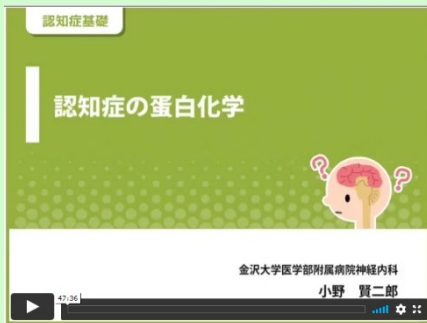 認知症基礎
認知症の蛋白化学
?
?
金沢大学医学部附属病院神経内科
小野 賢二郎
47:36